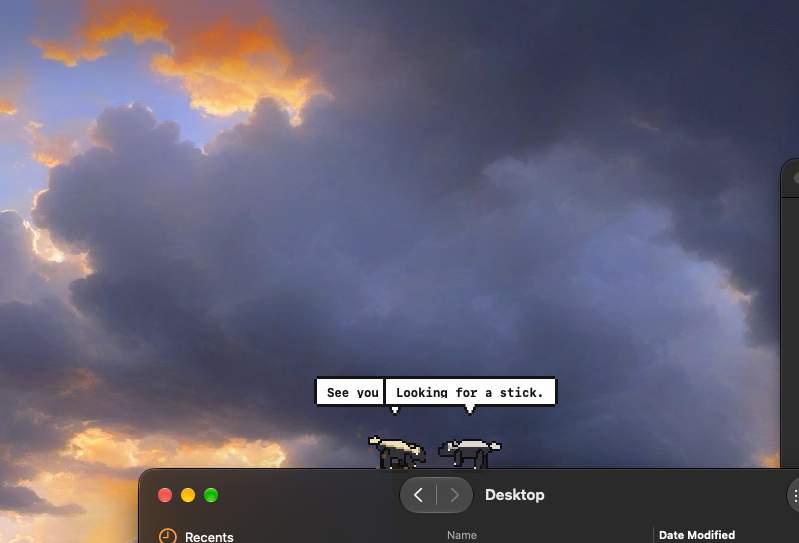 See you
Looking for a stick.
Desktop
Recents
Name
Date Modified